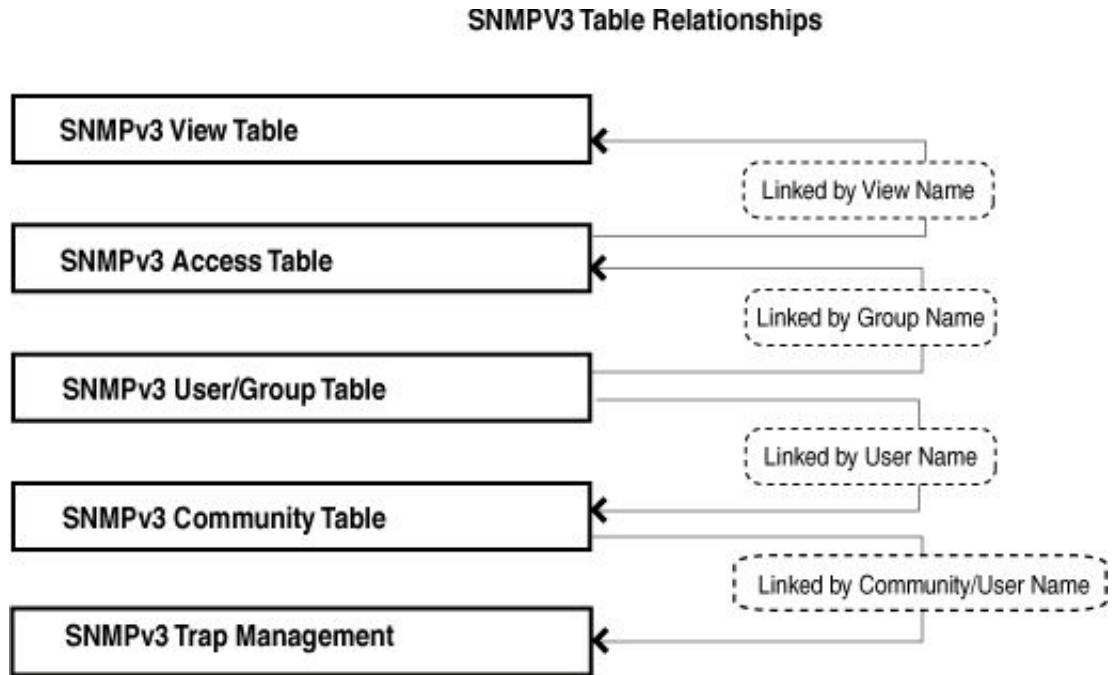 SNMPV3 Table Relationships
SNMPv3 View Table
Linked by View Name
SNMPv3 Access Table
Linked by Group Name
SNMPv3 User/Group Table
Linked by User Name
SNMPv3 Community Table
Linked by Community/User Name
SNMPv3 Trap Management